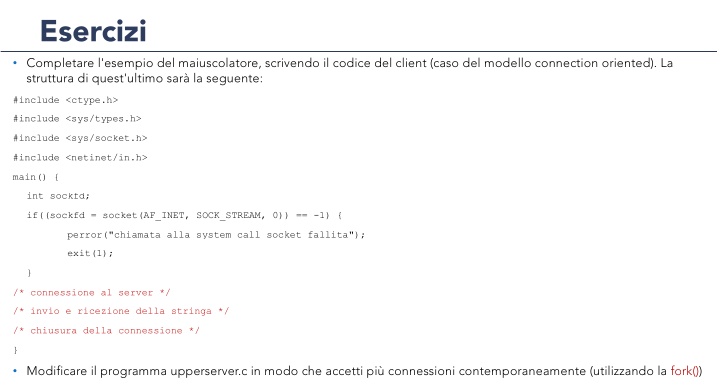 Esercizi
• Completare l'esempio del maiuscolatore, scrivendo il codice del client (caso del modello connection oriented). La
struttura di quest'ultimo sarà la seguente:
#include <ctype.h>
#include <sys/types.h>
#include <sys/socket.h>
#include <netinet/in.h>
main() {
int sockfd;
if((sockfd = socket(AF_INET, SOCK_STREAM, 0)) == -1) {
perror("chiamata alla system call socket fallita");
exit(1);
}
/* connessione al server */
/* invio e ricezione della stringa */
/* chiusura della connessione */
}
• Modificare il programma upperserver.c in modo che accetti più connessioni contemporaneamente (utilizzando la fork())